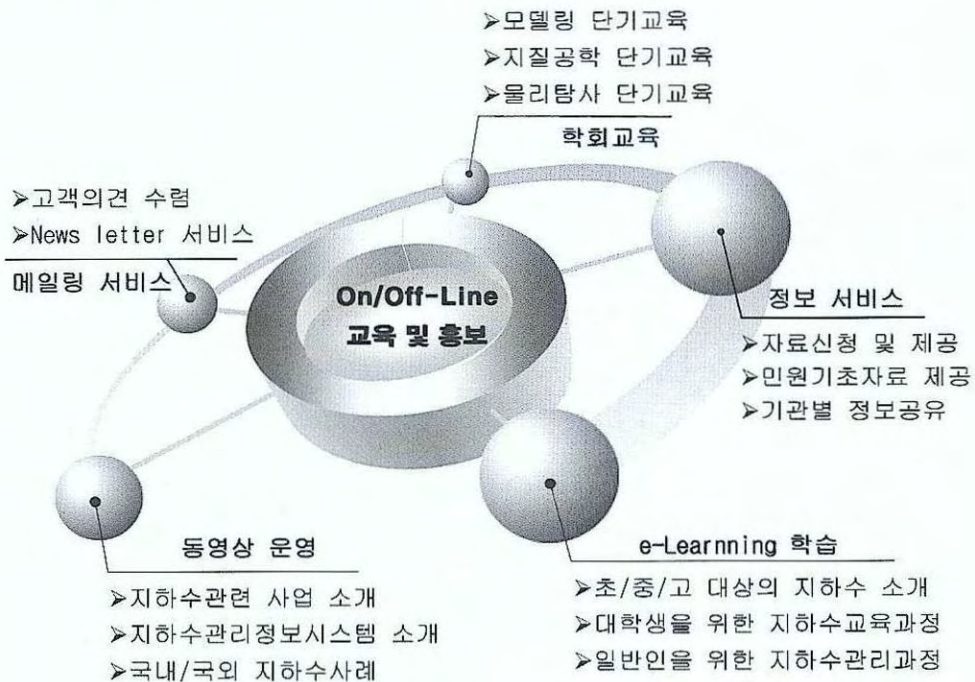 ➢모델링 단기교육
➢지질공학 단기교육
➢물리탐사 단기교육
학회교육
➢고객의견 수렴
➢News letter 서비스
메일링 서비스
On/Off-Line
교육 및 홍보
정보 서비스
➢자료신청 및 제공
➢민원기초자료 제공
➢기관별 정보공유
동영상 운영
➢지하수관련 사업 소개
➢지하수관리정보시스템 소개
➢국내/국외 지하수사례
e-Learnning 학습
➢초/중/고 대상의 지하수 소개
➢대학생을 위한 지하수교육과정
➢일반인을 위한 지하수관리과정